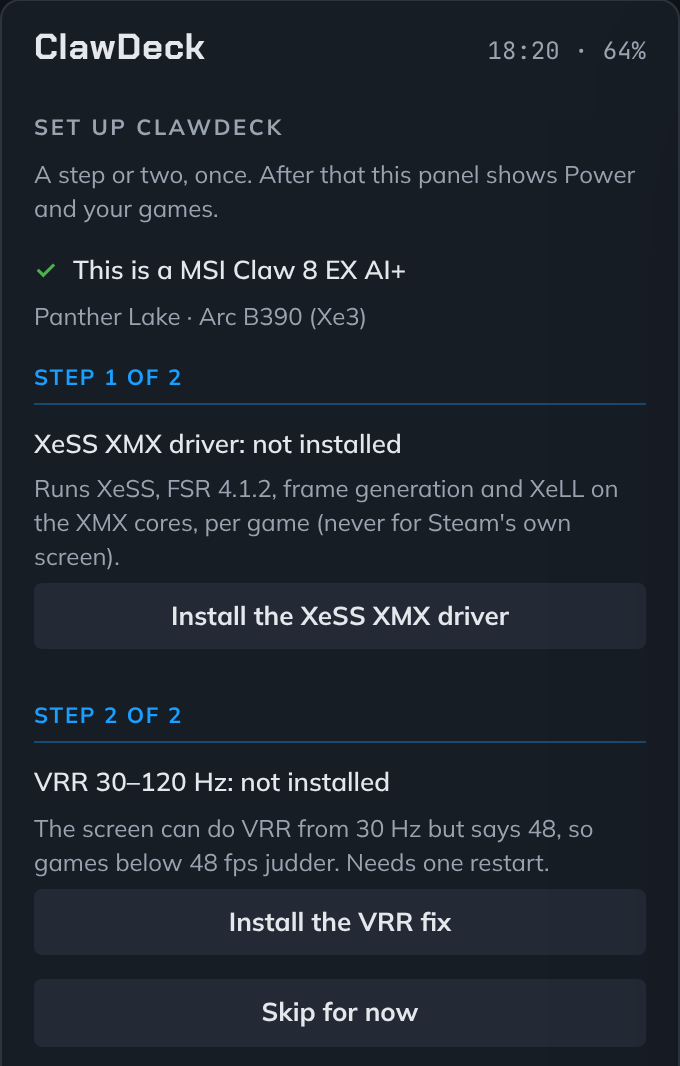 ClawDeck
18:20 · 64%
SET UP CLAWDECK
A step or two, once. After that this panel shows Power
and your games.
✓ This is a MSI Claw 8 EX AI+
Panther Lake · Arc B390 (Xe3)
STEP 1 OF 2
XeSS XMX driver: not installed
Runs XeSS, FSR 4.1.2, frame generation and XeLL on
the XMX cores, per game (never for Steam's own
screen).
Install the XeSS XMX driver
STEP 2 OF 2
VRR 30–120 Hz: not installed
The screen can do VRR from 30 Hz but says 48, so
games below 48 fps judder. Needs one restart.
Install the VRR fix
Skip for now